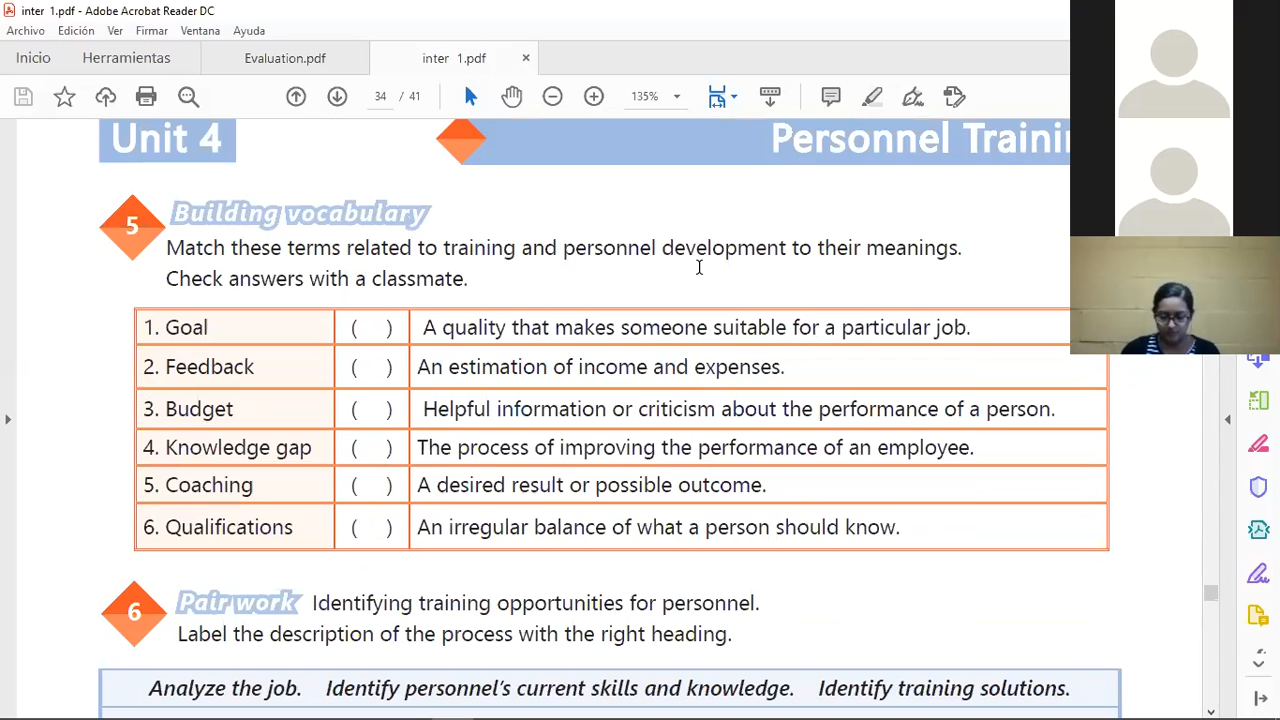 inter 1.pdf - Adobe Acrobat Reader DC
Archivo Edición Ver Firmar Ventana Ayuda
Inicio Herramientas Evaluation.pdf inter 1.pdf ×
34 / 41 135%
Unit 4 Personnel Traini
5 Building vocabulary
Match these terms related to training and personnel development to their meanings.
Check answers with a classmate.
1. Goal ( ) A quality that makes someone suitable for a particular job.
2. Feedback ( ) An estimation of income and expenses.
3. Budget ( ) Helpful information or criticism about the performance of a person.
4. Knowledge gap ( ) The process of improving the performance of an employee.
5. Coaching ( ) A desired result or possible outcome.
6. Qualifications ( ) An irregular balance of what a person should know.
6 Pair work Identifying training opportunities for personnel.
Label the description of the process with the right heading.
Analyze the job. Identify personnel's current skills and knowledge. Identify training solutions.